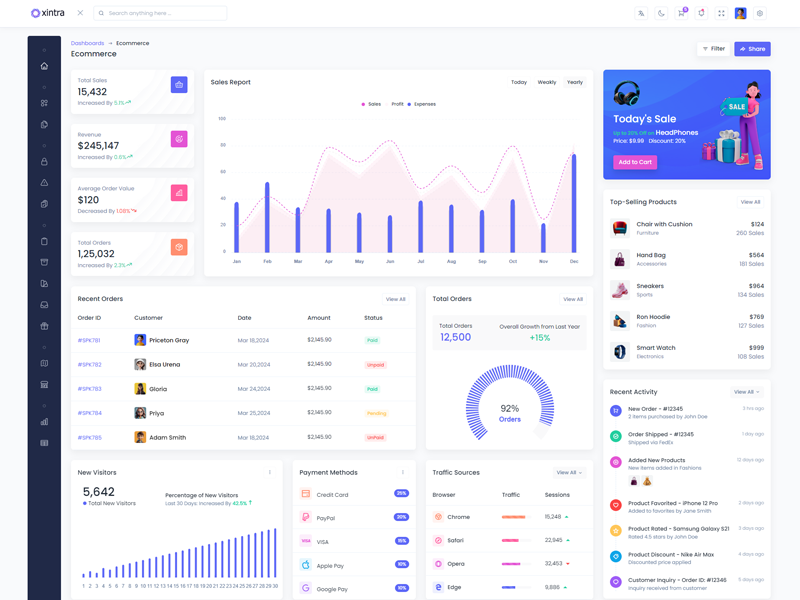 xintra
Search anything here ...
5
Dashboards → Ecommerce
Ecommerce
Filter
Share
Total Sales
15,432
Increased By 5.1%
Revenue
$245,147
Increased By 0.6%
Average Order Value
$120
Decreased By 1.08%
Total Orders
1,25,032
Increased By 2.3%
Sales Report
Today Weekly Yearly
Sales Profit Expenses
100
80
60
40
20
0
Jan Feb Mar Apr May Jun Jul Aug Sep Oct Nov Dec
SALE
Today's Sale
Up to 20% Off on HeadPhones
Price: $9.99 Discount: 20%
Add to Cart
Top-Selling Products
View All
Chair with Cushion $124
Furniture 260 Sales
Hand Bag $564
Accessories 181 Sales
Sneakers $964
Sports 134 Sales
Ron Hoodie $769
Fashion 127 Sales
Smart Watch $999
Electronics 108 Sales
Recent Orders
View All
Order ID Customer Date Amount Status
#SPK781 Priceton Gray Mar 18,2024 $2,145.90 Paid
#SPK782 Elsa Urena Mar 20,2024 $2,145.90 Unpaid
#SPK783 Gloria Mar 24,2024 $2,145.90 Paid
#SPK784 Priya Mar 25,2024 $2,145.90 Pending
#SPK785 Adam Smith Mar 18,2024 $2,145.90 UnPaid
Total Orders
View All
Total Orders
12,500
Overall Growth from Last Year
+15%
92%
Orders
Recent Activity
View All
New Order - #12345 3 hrs ago
2 items purchased by John Doe
Order Shipped - #12345 1 day ago
Shipped via FedEx
Added New Products
New items added in Fashions
Product Favorited - iPhone 12 Pro
Added to favorites by Jane Smith
Product Rated - Samsung Galaxy S21
Rated 4.5 stars by John Doe
Product Discount - Nike Air Max 4 days ago
Discounted price applied
Customer Inquiry - Order ID: #12346 5 days ago
Inquiry received from customer
New Visitors
5,642
Total New Visitors
Percentage of New Visitors
Last 30 Days: Increased By 42.5%
1 2 3 4 5 6 7 8 9 10 11 12 13 14 15 16 17 18 19 20 21 22 23 24 25 26 27 28 29 30
Payment Methods
Credit Card 25%
PayPal
VISA VISA 15%
Apple Pay 10%
Google Pay 10%
Traffic Sources
View All
Browser Traffic Sessions
Chrome 15,248
Safari 22,945
Opera 32,453
Edge 9,886